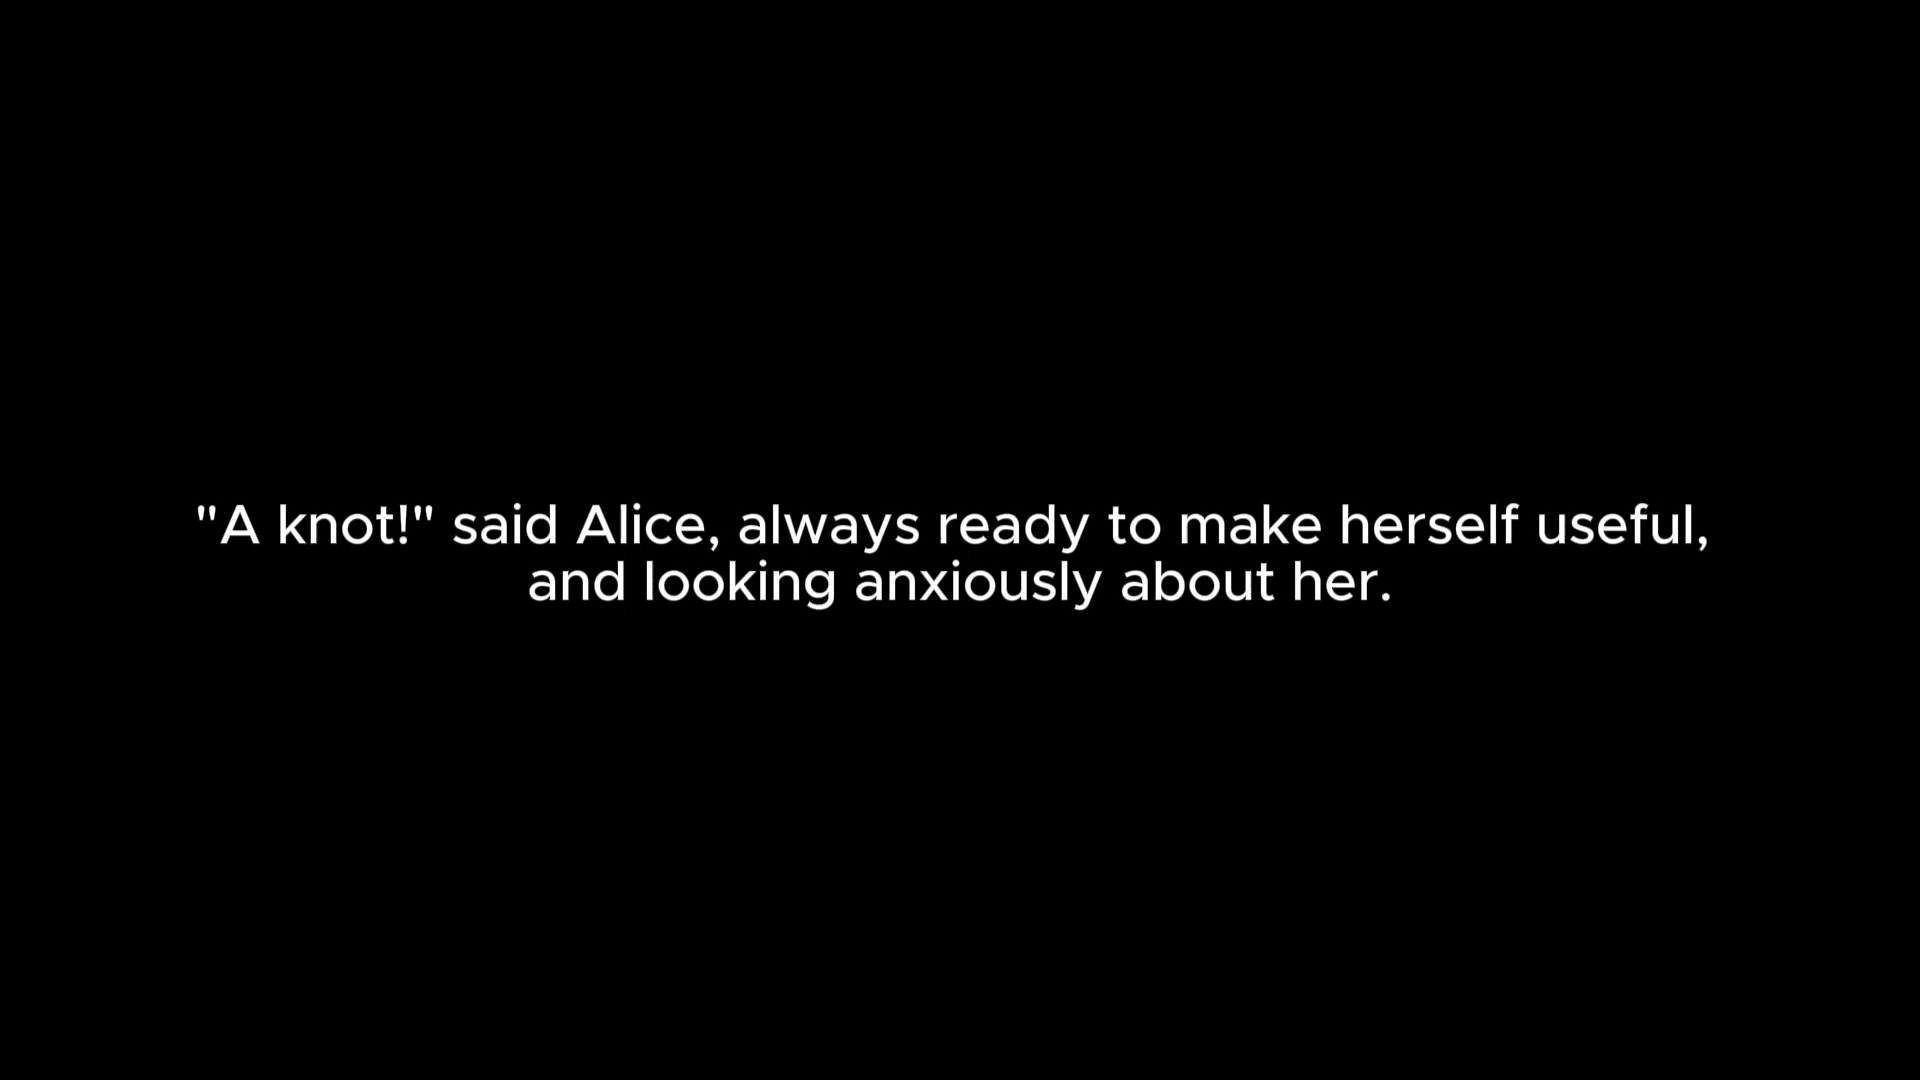 "A knot!" said Alice, always ready to make herself useful,
and looking anxiously about her.